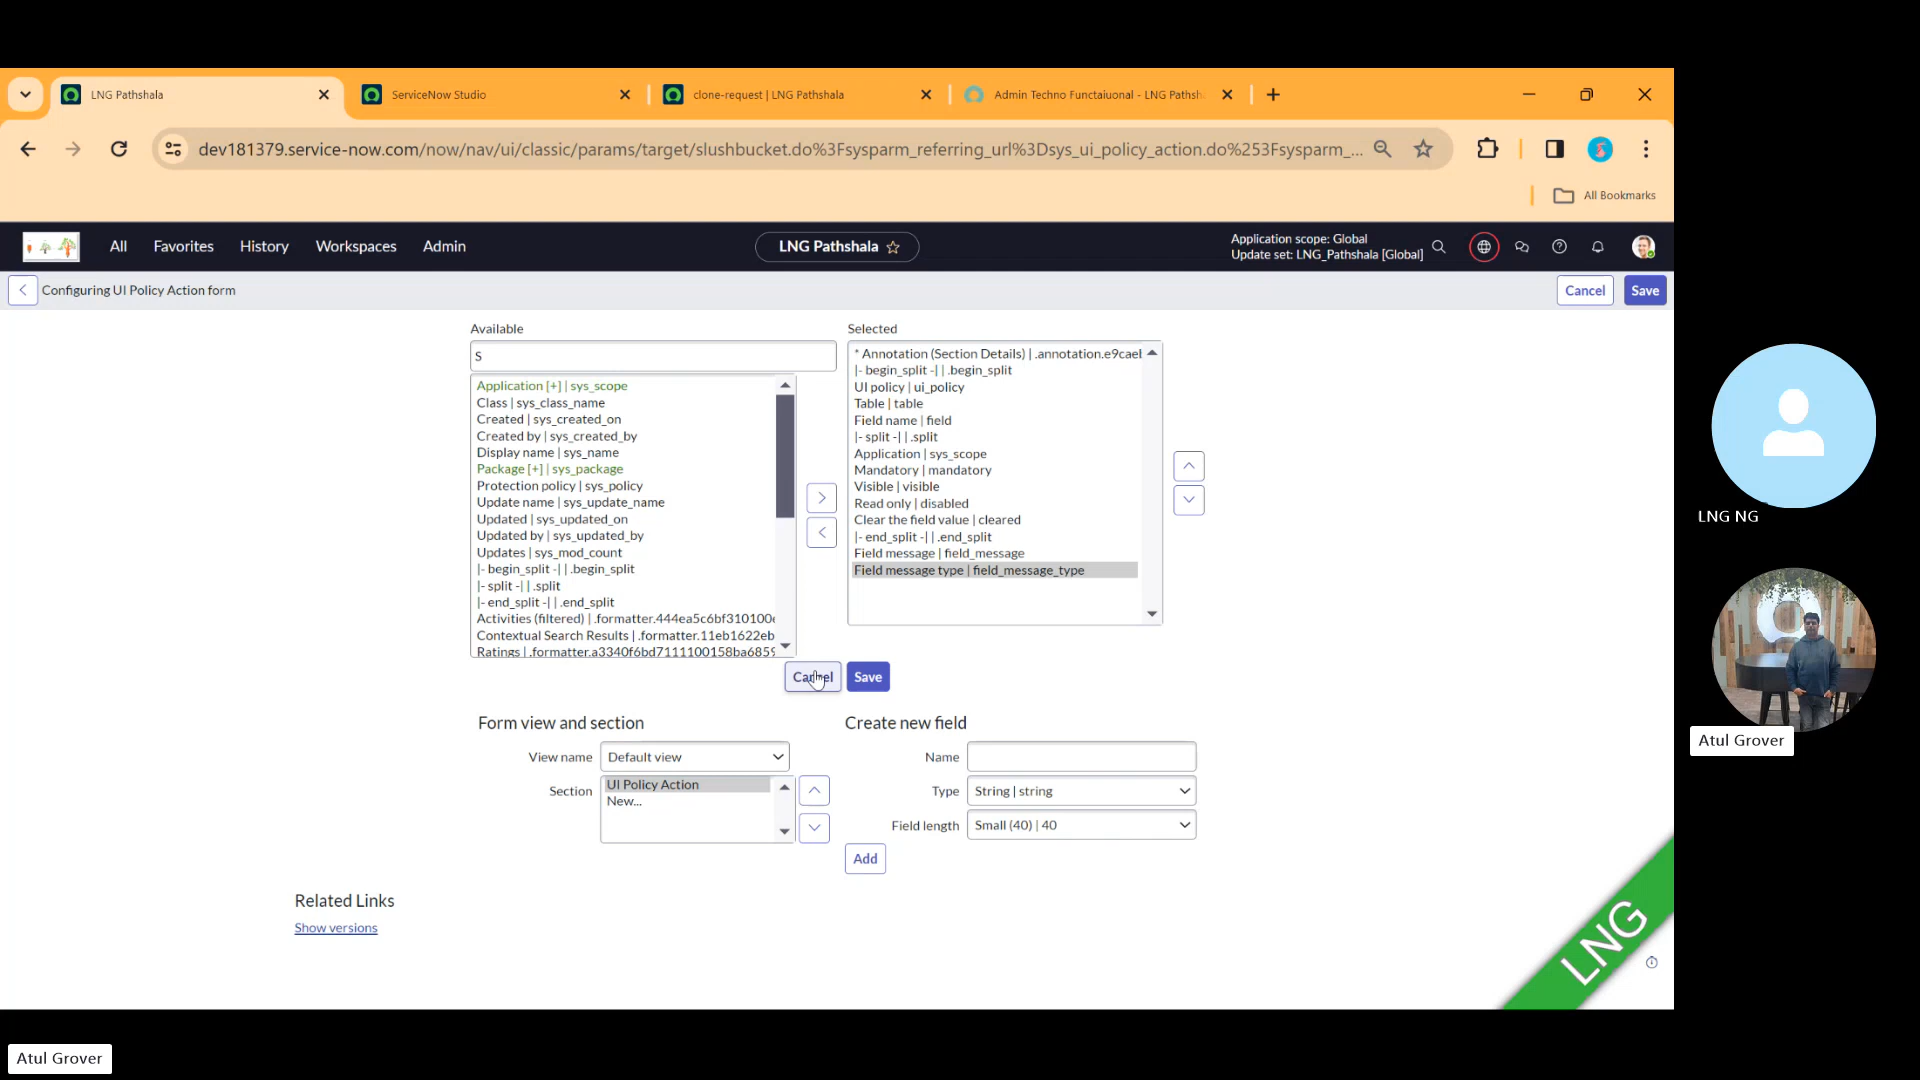 LNG Pathshala
ServiceNow Studio
clone-request | LNG Pathshala
Admin Techno Functaiuonal - LNG Pathsh
dev181379.service-now.com/now/nav/ui/classic/params/target/slushbucket.do%3Fsysparm_referring_url%3Dsys_ui_policy_action.do%253Fsysparm_...
All Bookmarks
All
Favorites
History
Workspaces
Admin
LNG Pathshala
Application scope: Global
Update set: LNG_Pathshala [Global]
Configuring UI Policy Action form
Cancel
Save
Available
S
Application [+] | sys_scope
Class | sys_class_name
Created | sys_created_on
Created by | sys_created_by
Display name | sys_name
Package [+] | sys_package
Protection policy | sys_policy
Update name | sys_update_name
Updated | sys_updated_on
Updated by | sys_updated_by
Updates | sys_mod_count
|- begin_split -| | .begin_split
|- split -| | .split
|- end_split -| | .end_split
Activities (filtered) | .formatter.444ea5c6bf310100e
Contextual Search Results | .formatter.11eb1622eb
Ratings | .formatter.a3340f6bd7111100158ba6859
Selected
* Annotation (Section Details) | .annotation.e9caeb
|- begin_split -| | .begin_split
UI policy | ui_policy
Table | table
Field name | field
|- split -| | .split
Application | sys_scope
Mandatory | mandatory
Visible | visible
Read only | disabled
Clear the field value | cleared
|- end_split -| | .end_split
Field message | field_message
Field message type | field_message_type
Cancel
Save
Form view and section
View name
Default view
Section
UI Policy Action
New...
Create new field
Name
Type
String | string
Field length
Small (40) | 40
Add
Related Links
Show versions
LNG
LNG NG
Atul Grover
Atul Grover